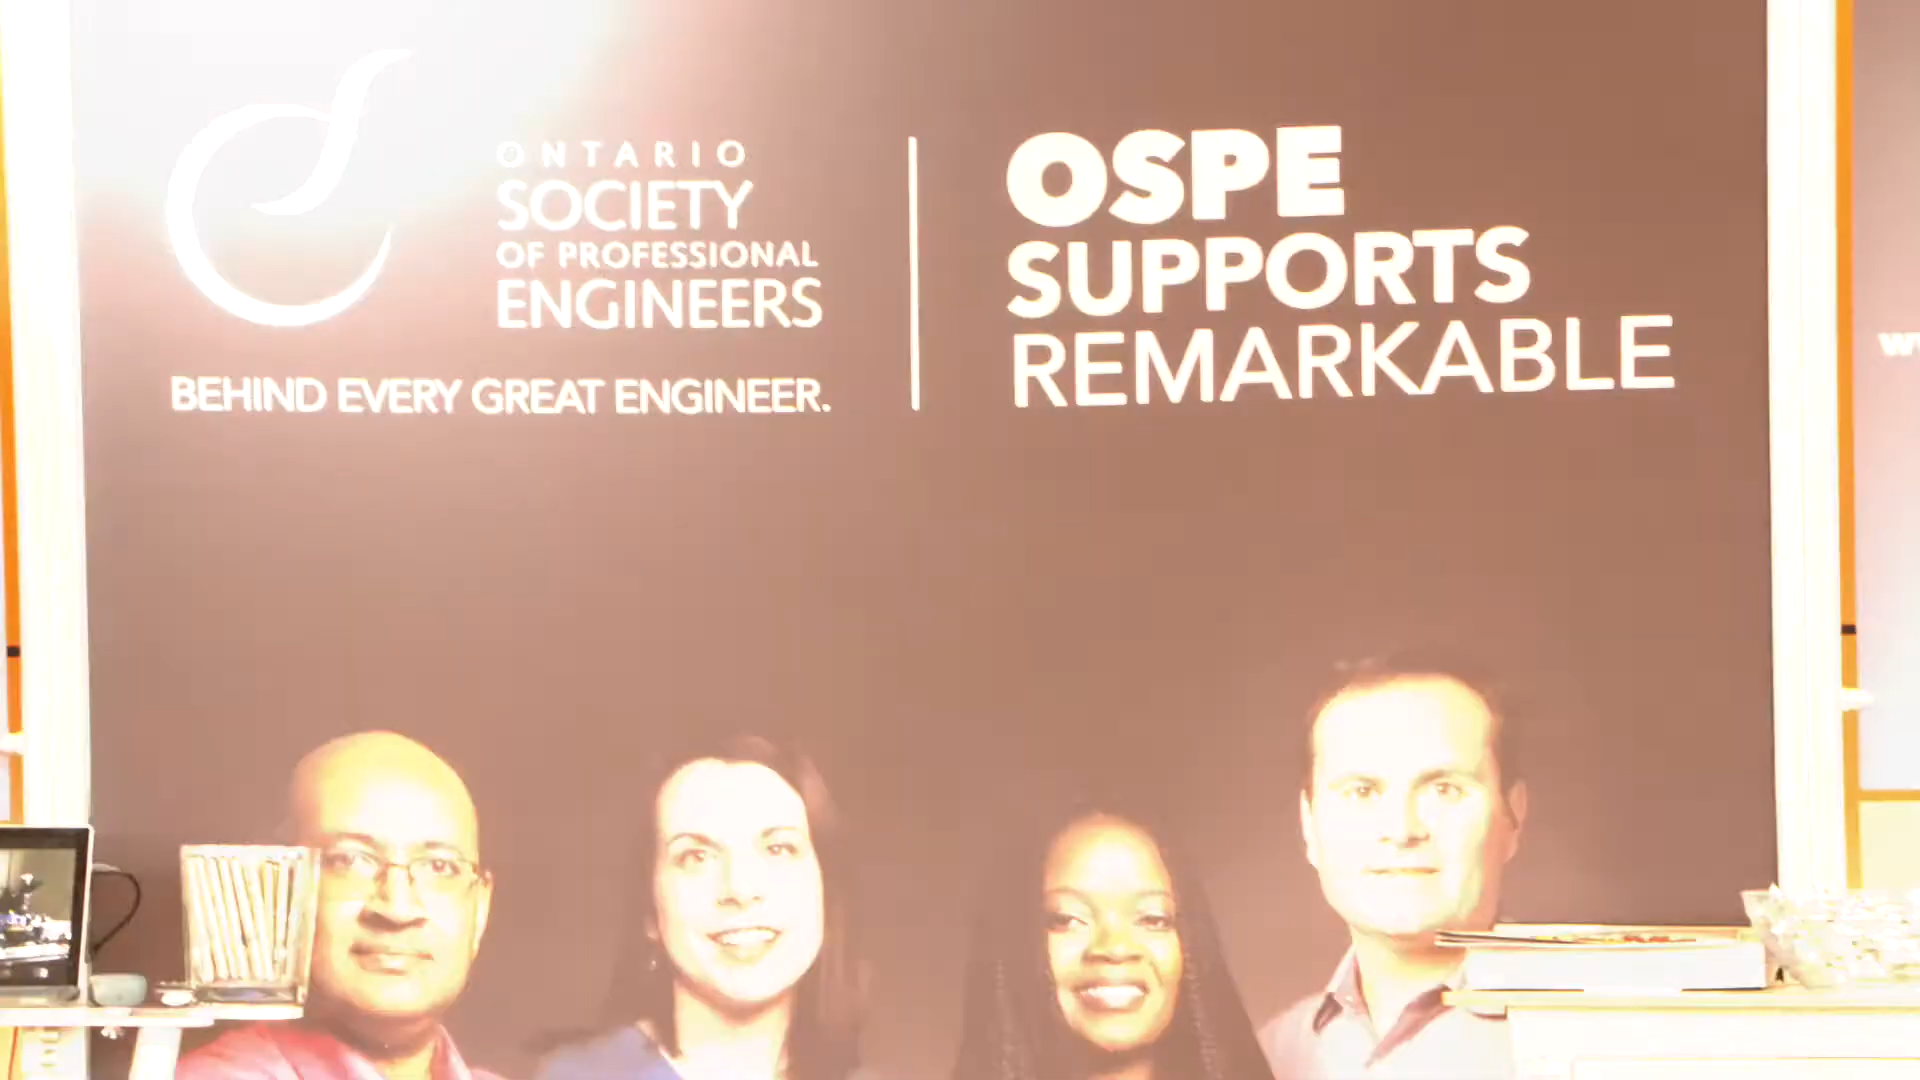 ONTARIO
SOCIETY
OF PROFESSIONAL
ENGINEERS
BEHIND EVERY GREAT ENGINEER.
OSPE
SUPPORTS
REMARKABLE